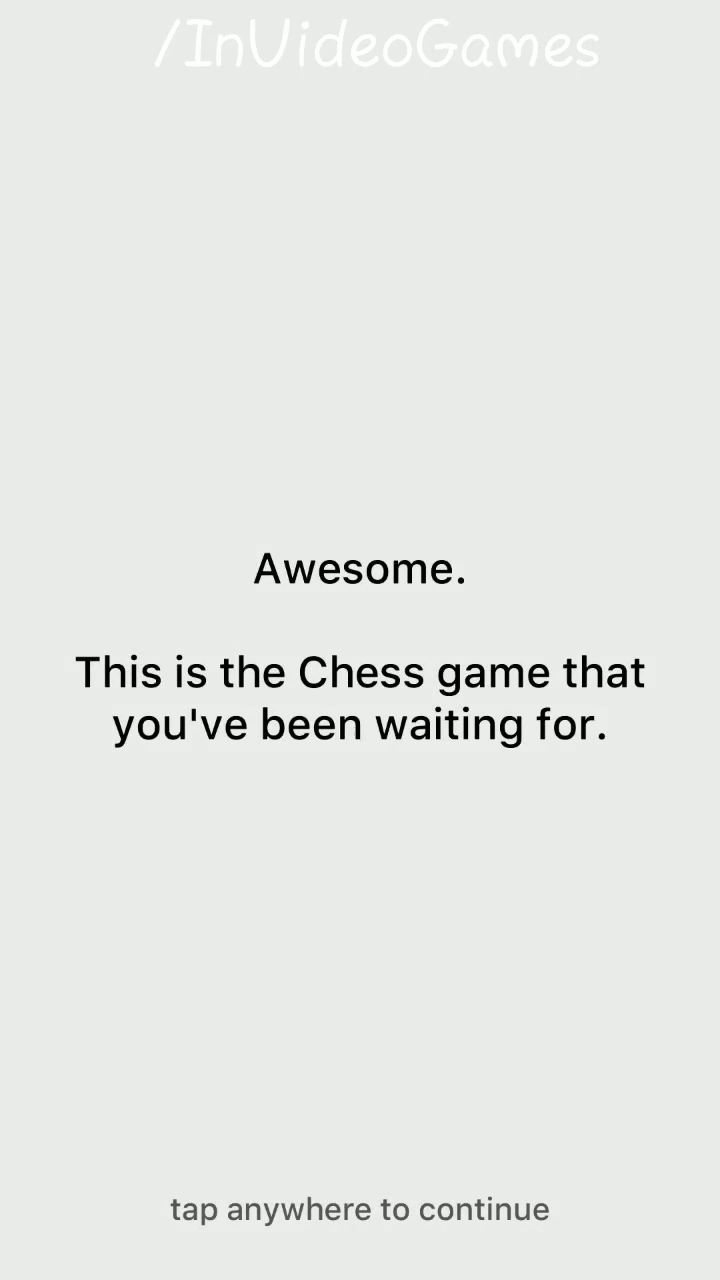 /InVideoGames
Awesome.
This is the Chess game that
you've been waiting for.
tap anywhere to continue